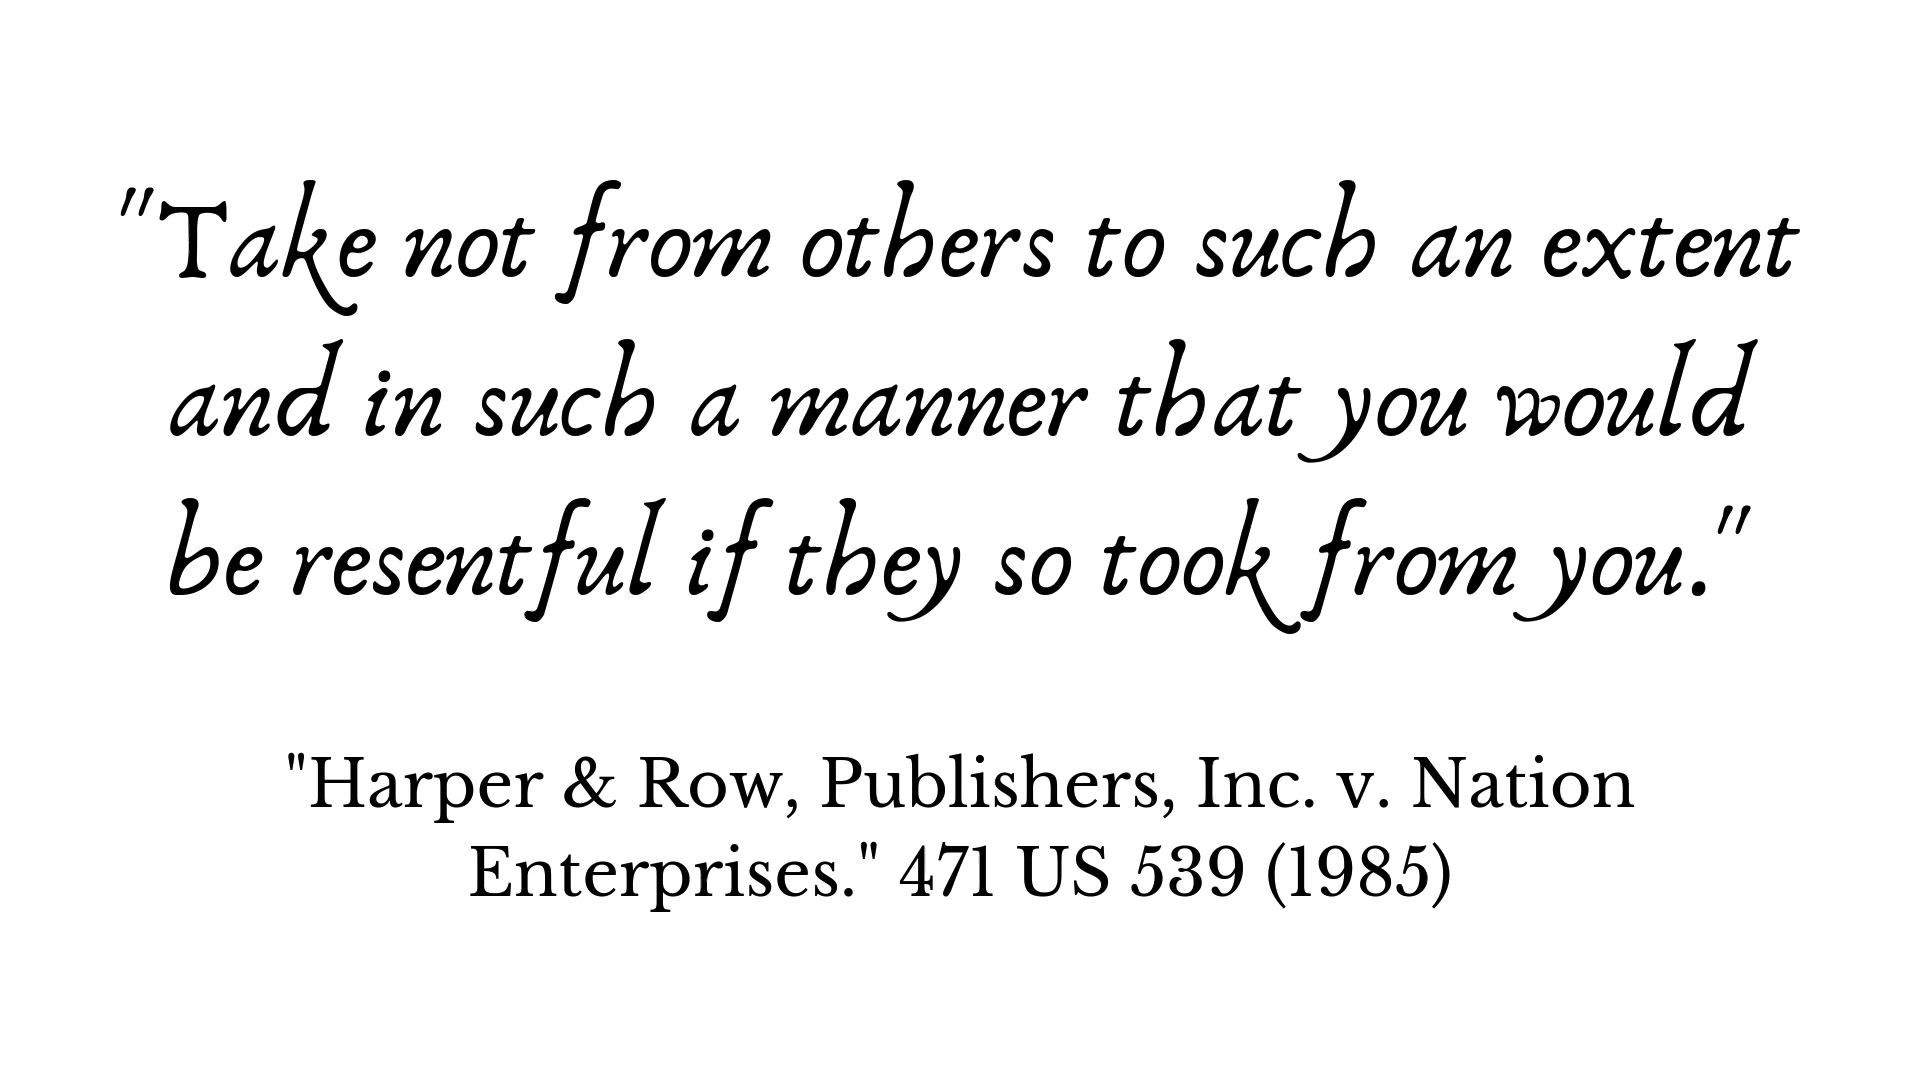 "Take not from others to such an extent
and in such a manner that you would
be resentful if they so took from you."
"Harper & Row, Publishers, Inc. v. Nation
Enterprises." 471 US 539 (1985)